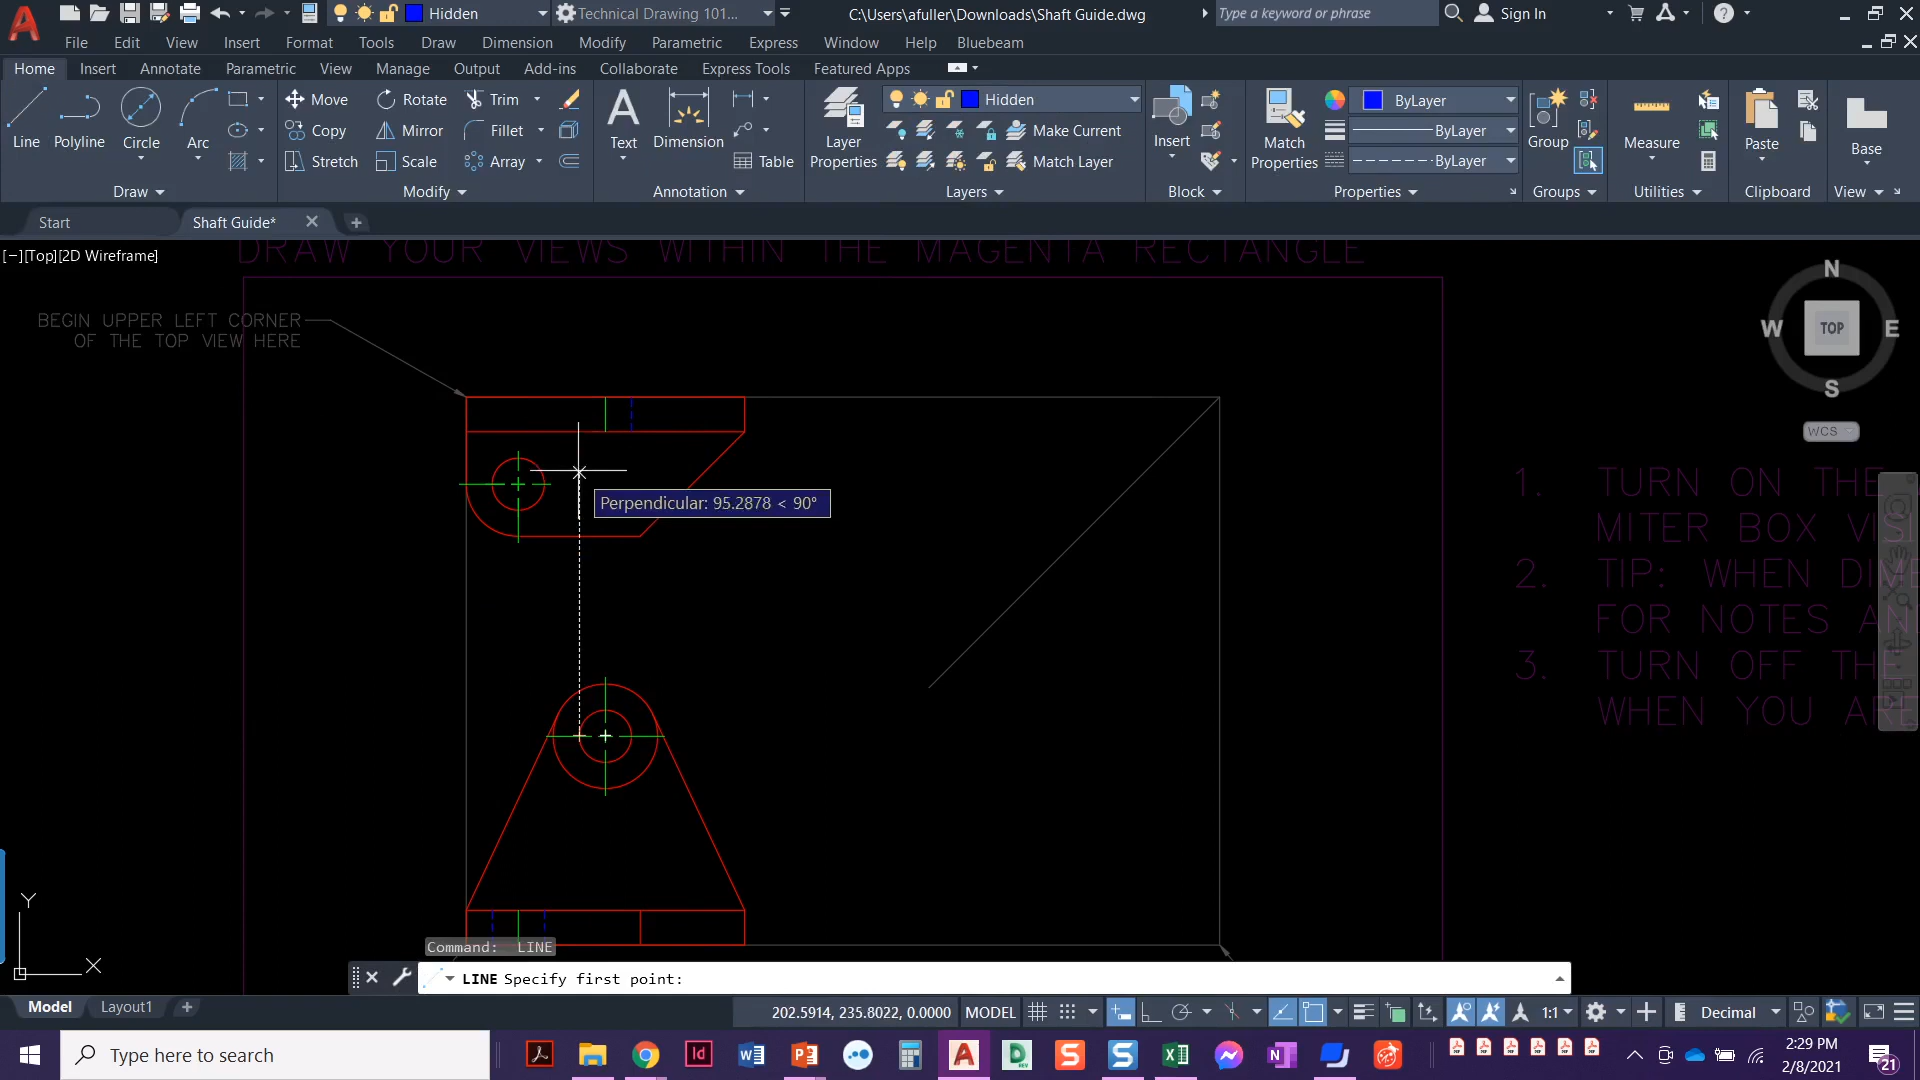 Hidden
Technical Drawing 101...
C:\Users\afuller\Downloads\Shaft Guide.dwg
Type a keyword or phrase
Sign In
File Edit View Insert Format Tools Draw Dimension Modify Parametric Express Window Help Bluebeam
Home Insert Annotate Parametric View Manage Output Add-ins Collaborate Express Tools Featured Apps
Line Polyline Circle Arc
Move Rotate Trim
Copy Mirror Fillet
Stretch Scale Array
Text Dimension Table
Layer Properties
Hidden
Make Current
Match Layer
Insert
Match Properties
ByLayer
ByLayer
ByLayer
Group
Measure
Paste
Base
Draw Modify Annotation Layers Block Properties Groups Utilities Clipboard View
Start Shaft Guide*
[−][Top][2D Wireframe]
DRAW YOUR VIEWS WITHIN THE MAGENTA RECTANGLE
BEGIN UPPER LEFT CORNER
OF THE TOP VIEW HERE
N
W TOP E
S
WCS
Perpendicular: 95.2878 < 90°
1. TURN ON THE
MITER BOX
2. TIP: WHEN
FOR NOTES
3. TURN OFF THE
WHEN YOU
Y
X
Command: LINE
LINE Specify first point:
Model Layout1
202.5914, 235.8022, 0.0000 MODEL
1:1
Decimal
Type here to search
2:29 PM
2/8/2021
21